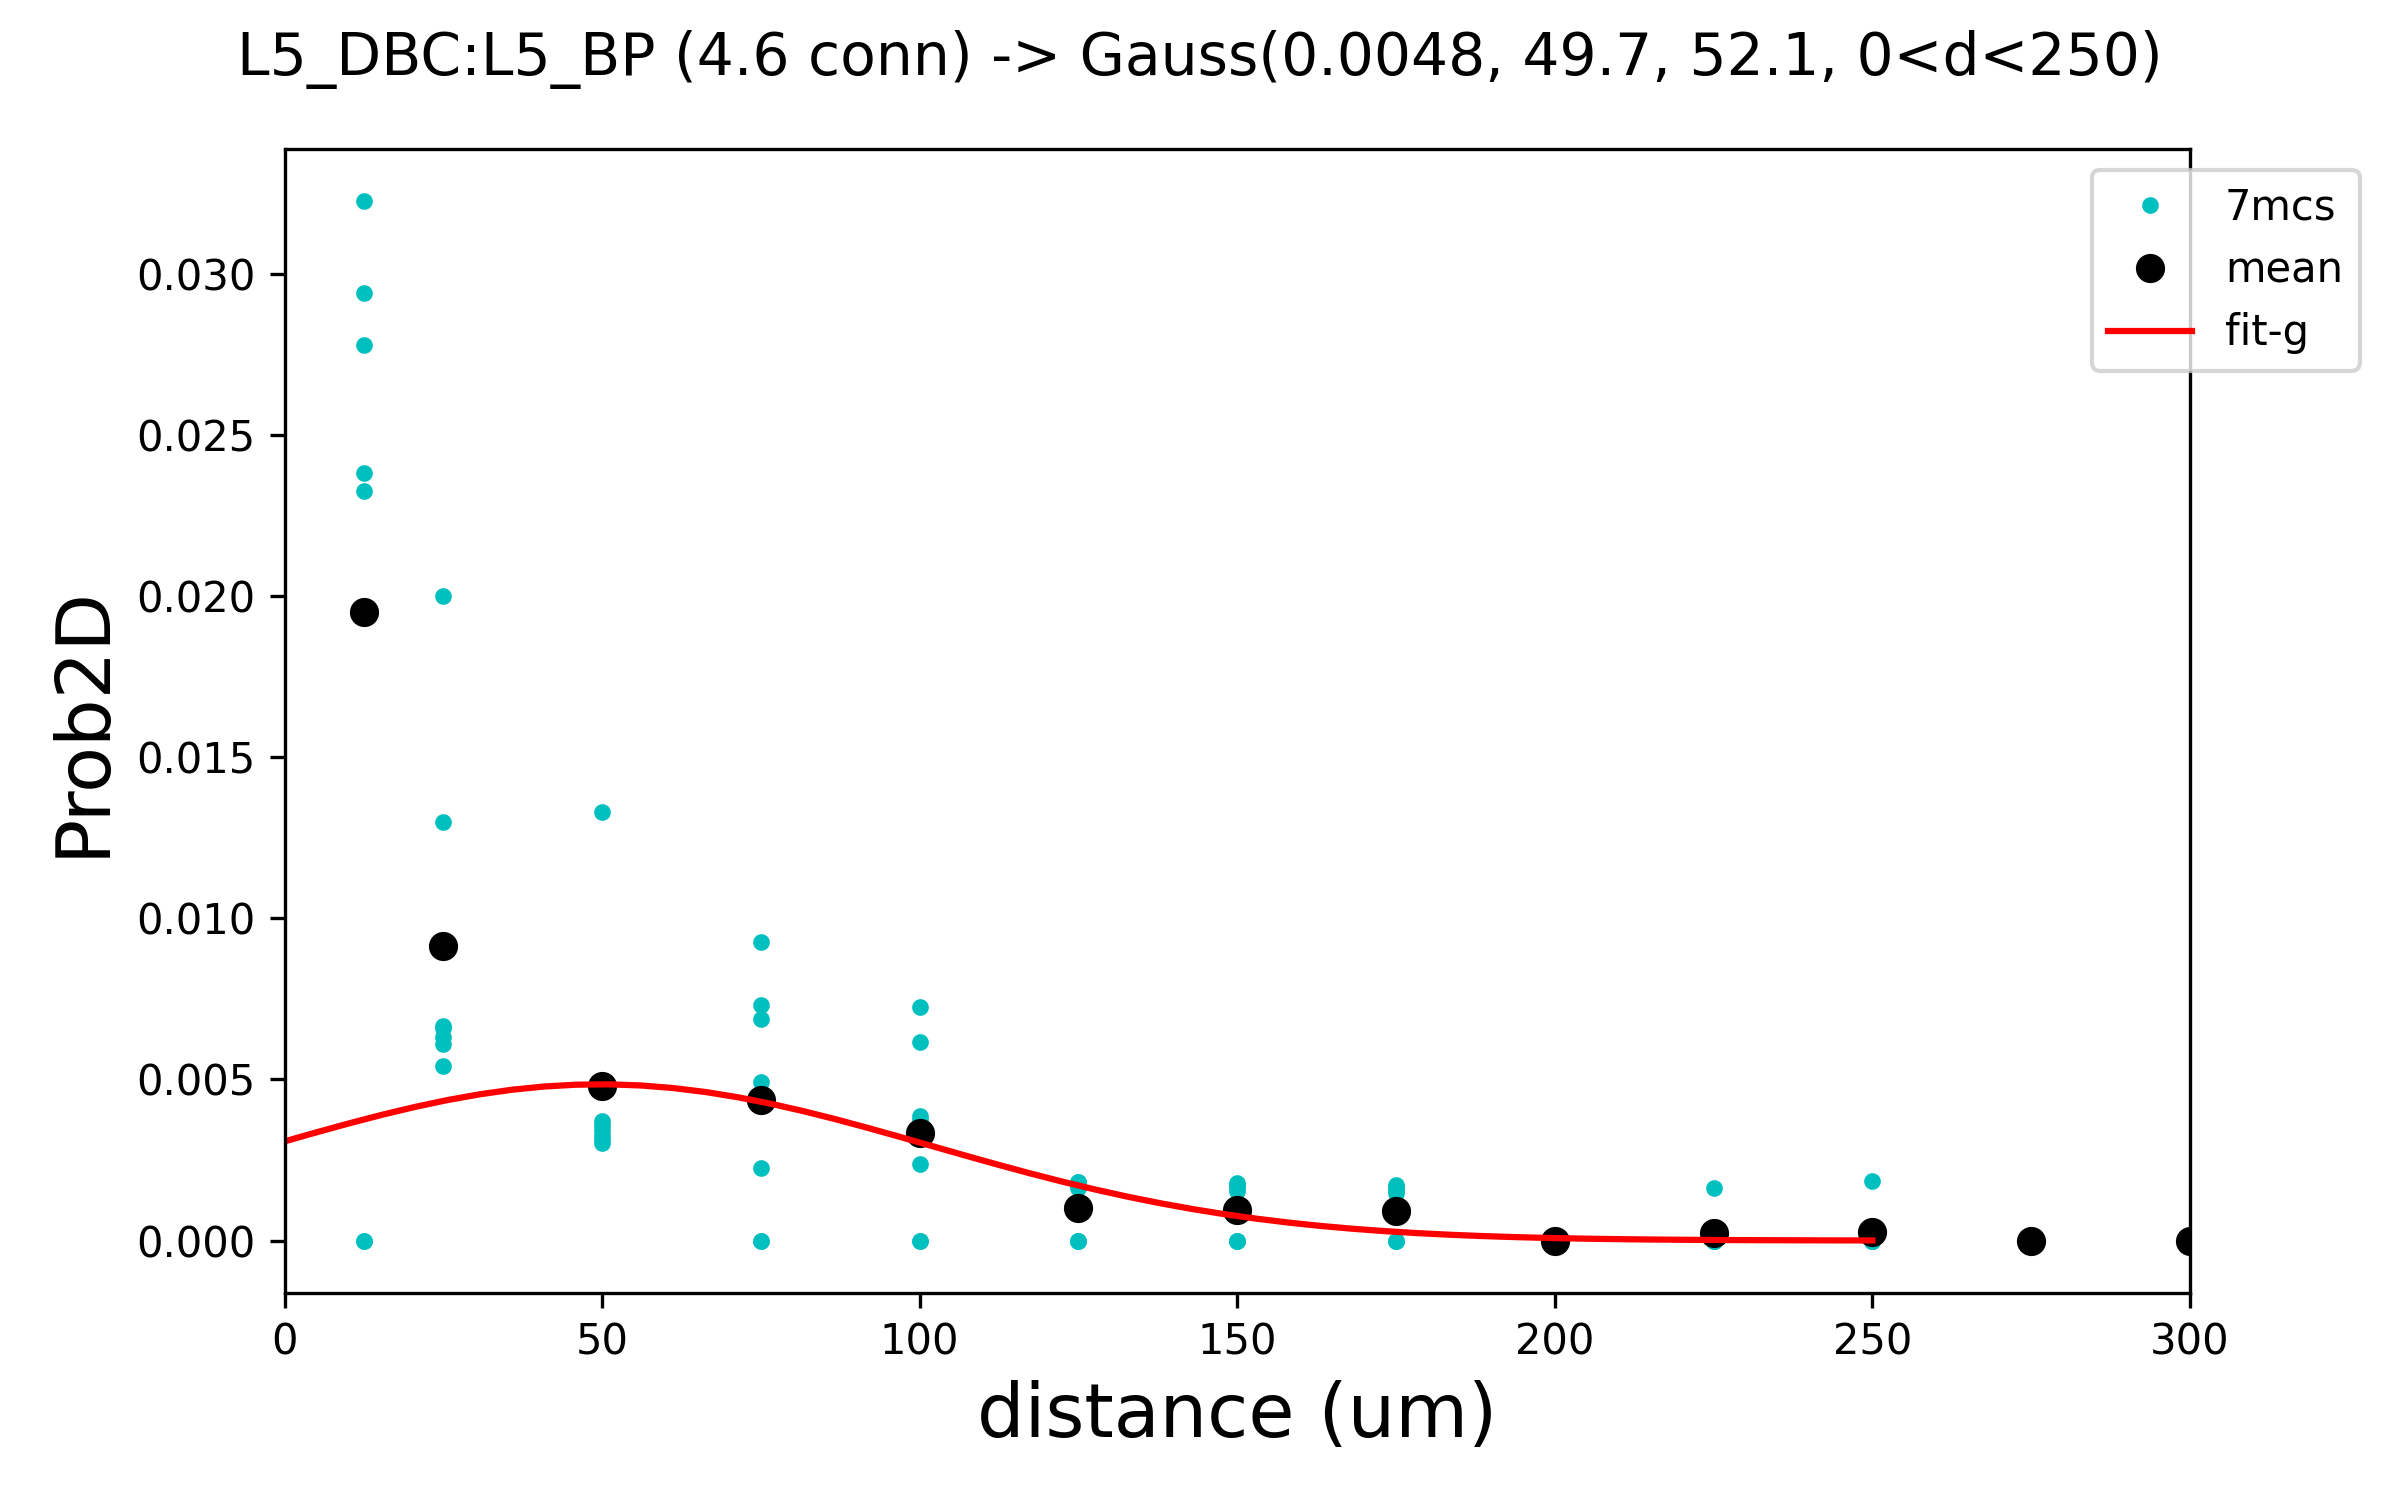 L5_DBC:L5_BP (4.6 conn) -> Gauss(0.0048, 49.7, 52.1, 0<d<250)
7mcs
mean
fit-g
Prob2D
0.030
0.025
0.020
0.015
0.010
0.005
0.000
0 50 100 150 200 250 300
distance (um)